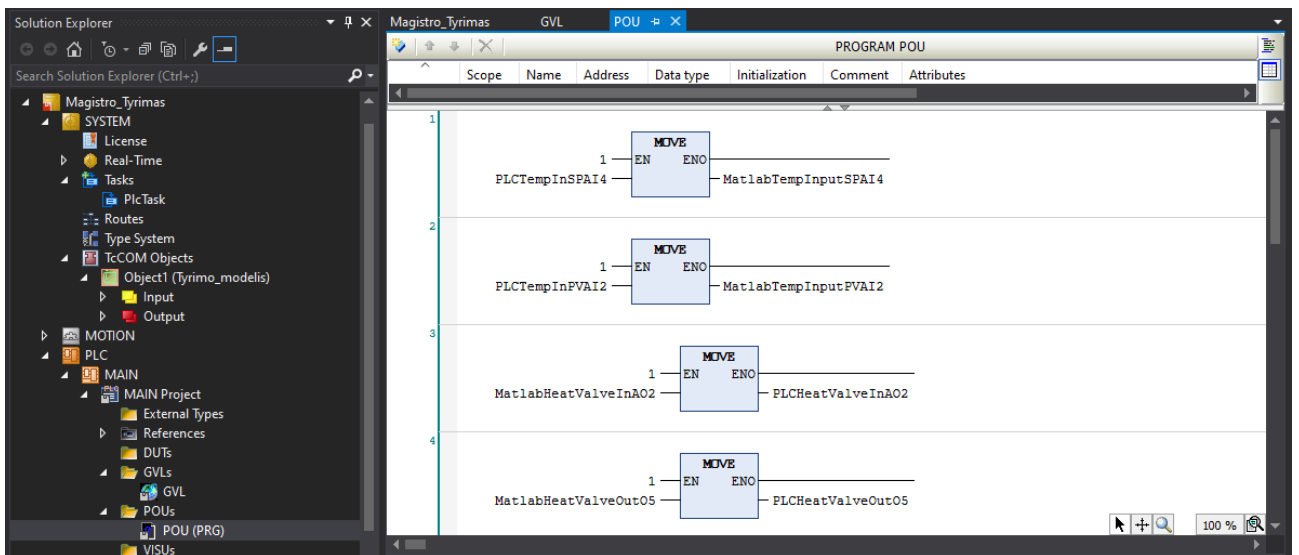 Solution Explorer
Search Solution Explorer (Ctrl+;)
Magistro_Tyrimas
SYSTEM
License
Real-Time
Tasks
PlcTask
Routes
Type System
TcCOM Objects
Object1 (Tyrimo_modelis)
Input
Output
MOTION
PLC
MAIN
MAIN Project
External Types
References
DUTs
GVLs
GVL
POUs
POU (PRG)
VISUs
Magistro_Tyrimas GVL POU
PROGRAM POU
Scope Name Address Data type Initialization Comment Attributes
1
MOVE
1 EN ENO
PLCTempInSPAI4 MatlabTempInputSPAI4
2
MOVE
1 EN ENO
PLCTempInPVAI2 MatlabTempInputPVAI2
3
MOVE
1 EN ENO
MatlabHeatValveInAO2 PLCHeatValveInAO2
4
MOVE
1 EN ENO
MatlabHeatValveOutO5 PLCHeatValveOutO5
100 %